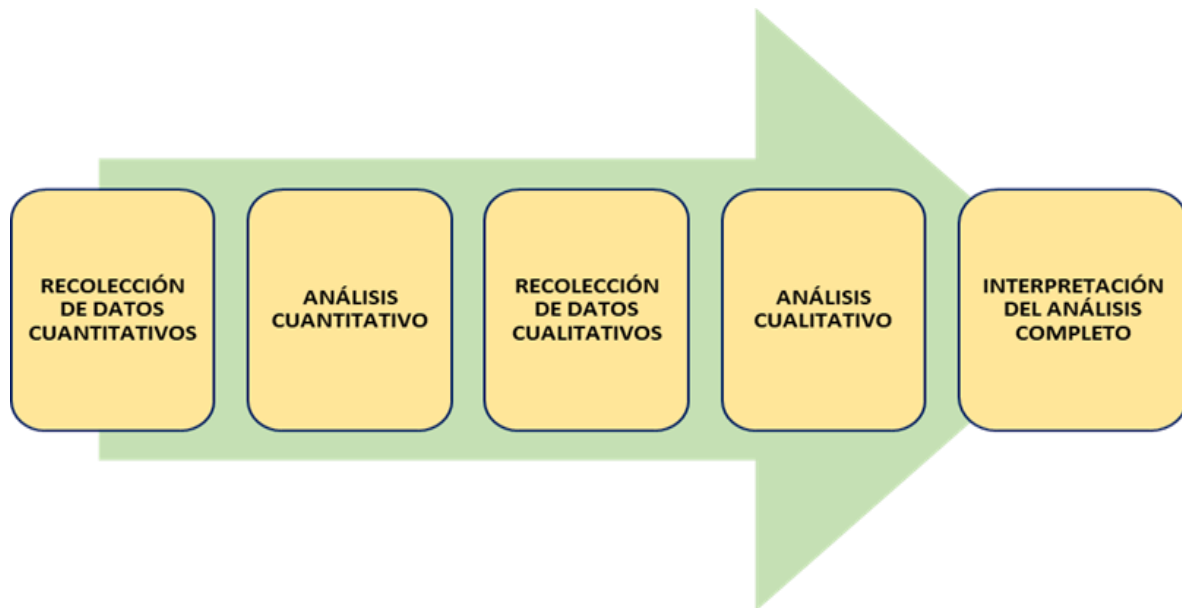 RECOLECCIÓN
DE DATOS
CUANTITATIVOS
ANÁLISIS
CUANTITATIVO
RECOLECCIÓN
DE DATOS
CUALITATIVOS
ANÁLISIS
CUALITATIVO
INTERPRETACIÓN
DEL ANÁLISIS
COMPLETO